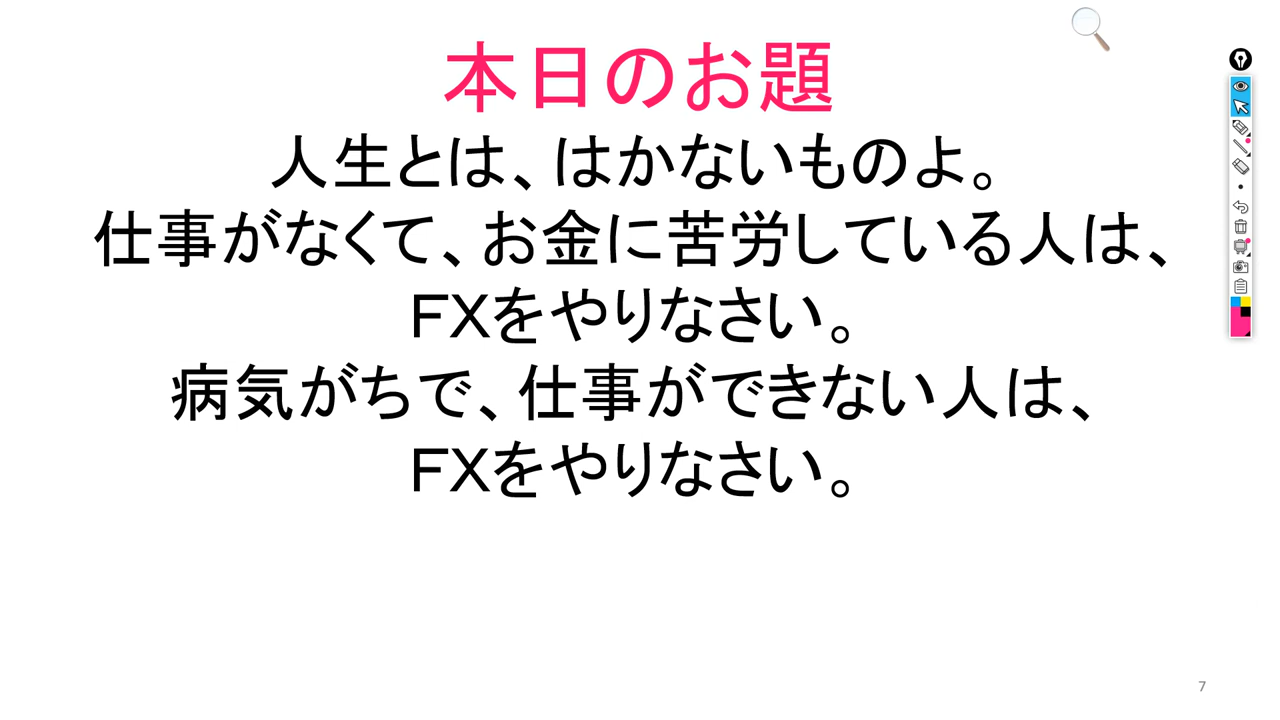 本日のお題
人生とは、はかないものよ。
仕事がなくて、お金に苦労している人は、
ＦＸをやりなさい。
病気がちで、仕事ができない人は、
ＦＸをやりなさい。
7